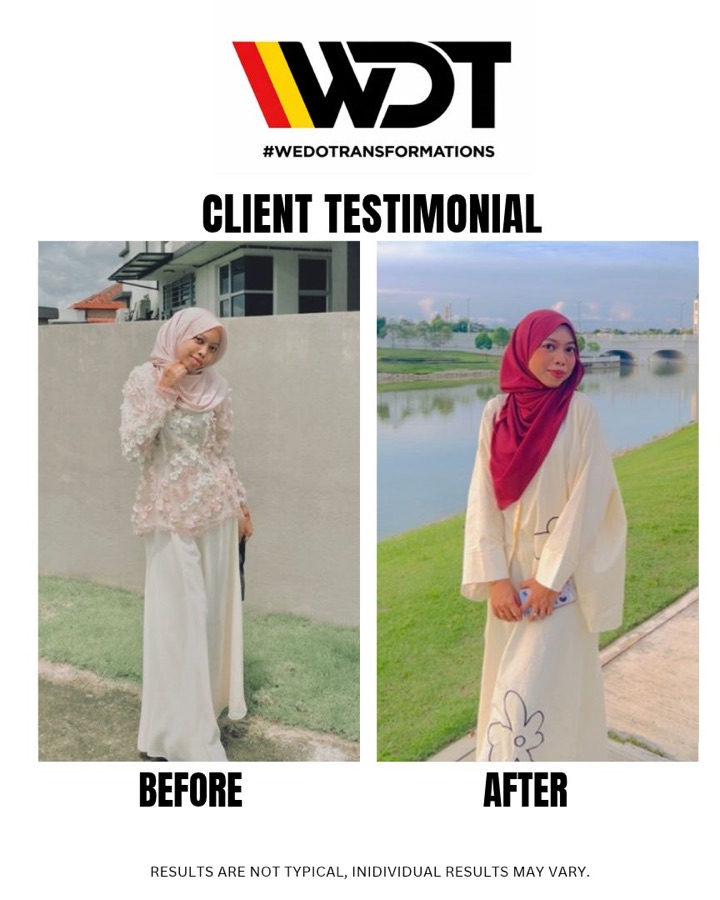 WDT
#WEDOTRANSFORMATIONS
CLIENT TESTIMONIAL
BEFORE
AFTER
RESULTS ARE NOT TYPICAL, INIDIVIDUAL RESULTS MAY VARY.